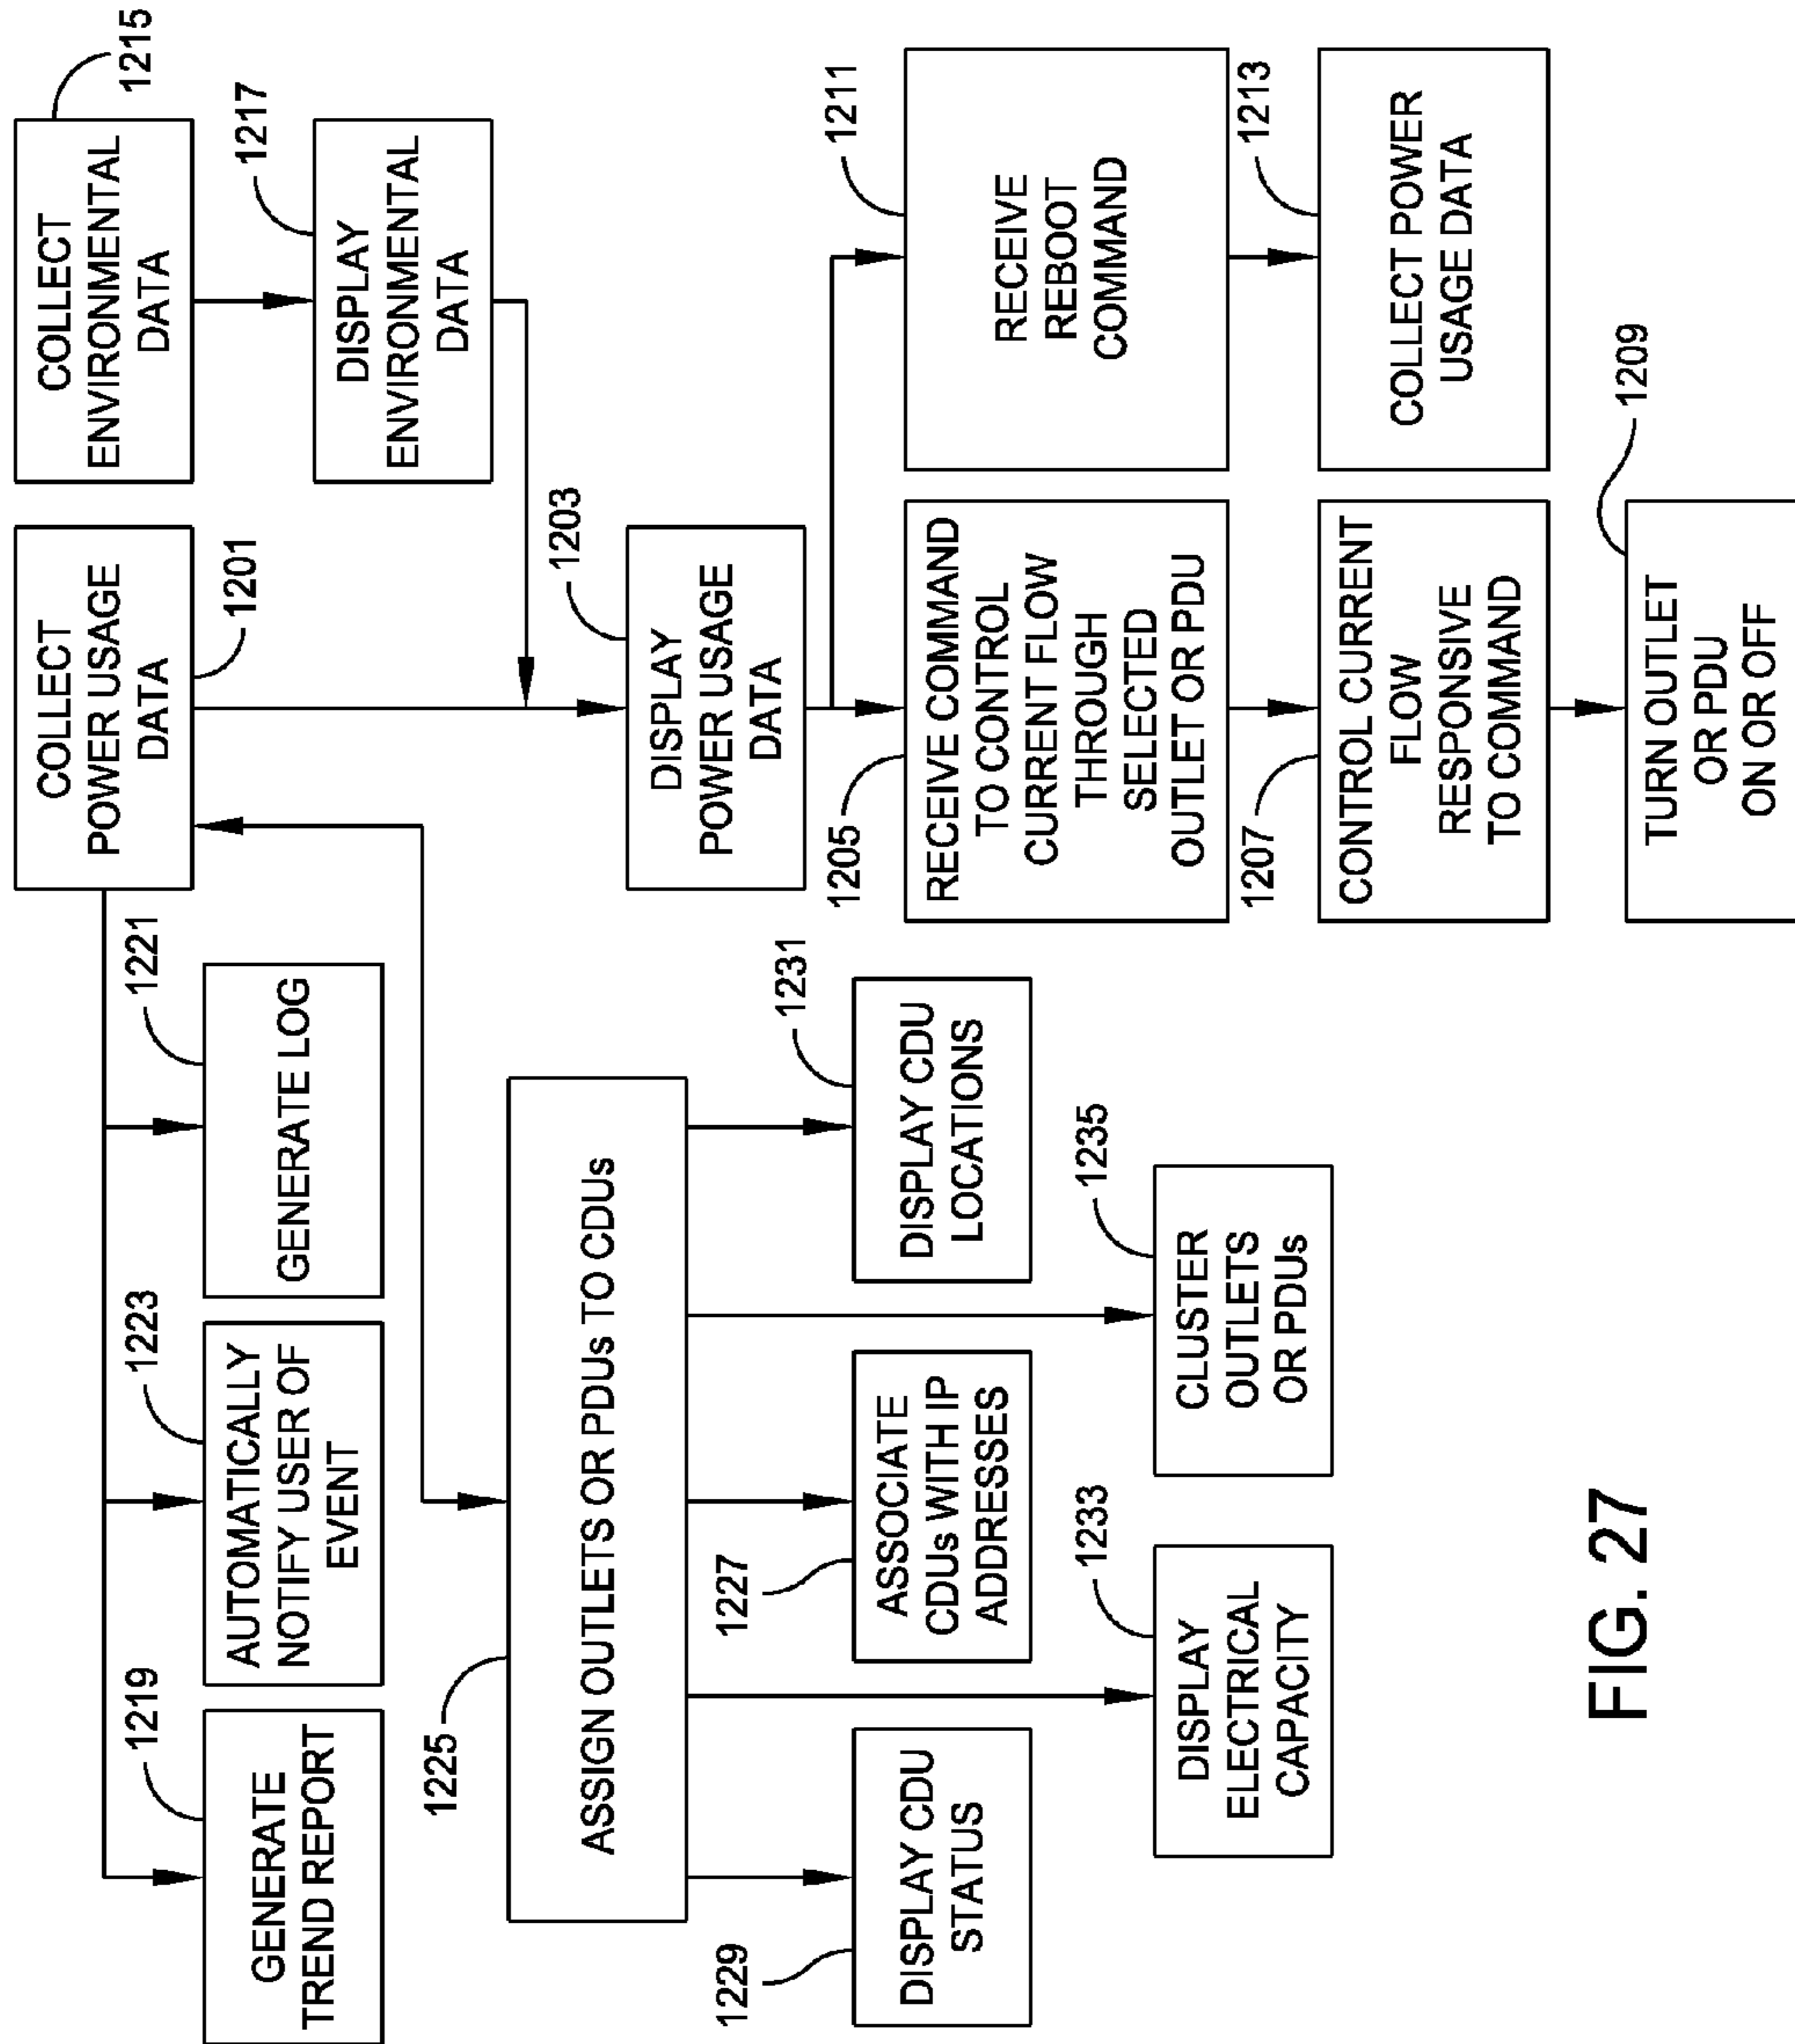 GENERATE
TREND REPORT
1219
AUTOMATICALLY
NOTIFY USER OF
EVENT
1223
GENERATE LOG
1221
COLLECT
POWER USAGE
DATA
1201
COLLECT
ENVIRONMENTAL
DATA
1215
DISPLAY
ENVIRONMENTAL
DATA
1217
1225
ASSIGN OUTLETS OR PDUs TO CDUs
DISPLAY
POWER USAGE
DATA
1203
1229
DISPLAY CDU
STATUS
1227
ASSOCIATE
CDUs WITH IP
ADDRESSES
DISPLAY CDU
LOCATIONS
1231
1205
RECEIVE COMMAND
TO CONTROL
CURRENT FLOW
THROUGH
SELECTED
OUTLET OR PDU
RECEIVE
REBOOT
COMMAND
1211
DISPLAY
ELECTRICAL
CAPACITY
1233
CLUSTER
OUTLETS
OR PDUs
1235
1207
CONTROL CURRENT
FLOW
RESPONSIVE
TO COMMAND
COLLECT POWER
USAGE DATA
1213
TURN OUTLET
OR PDU
ON OR OFF
1209
FIG. 27